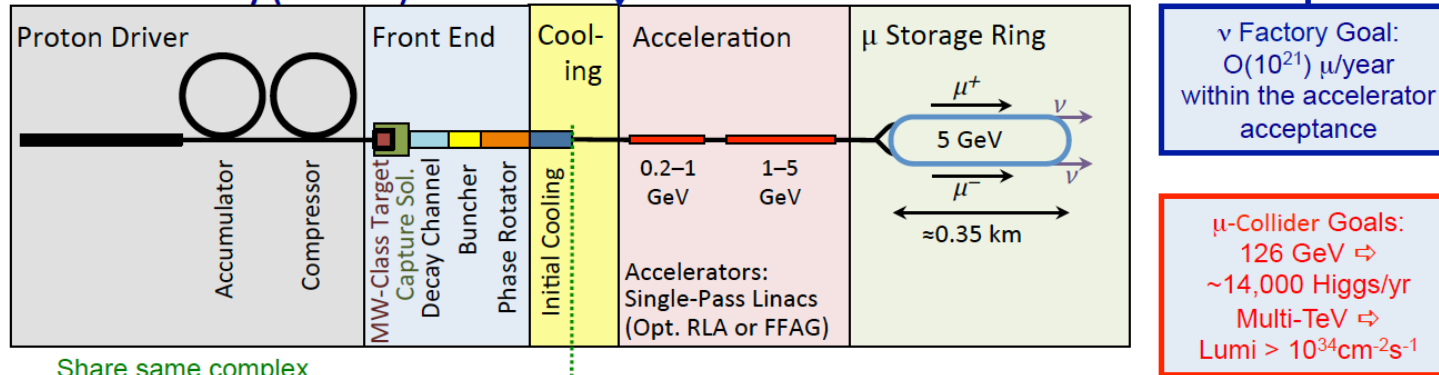 Proton Driver
Accumulator
Compressor
Front End
MW-Class Target
Capture Sol.
Decay Channel
Buncher
Phase Rotator
Cool-
ing
Initial Cooling
Acceleration
0.2–1
GeV
1–5
GeV
Accelerators:
Single-Pass Linacs
(Opt. RLA or FFAG)
μ Storage Ring
μ⁺
ν
5 GeV
μ⁻
ν
≈0.35 km
ν Factory Goal:
O(10²¹) μ/year
within the accelerator
acceptance
μ-Collider Goals:
126 GeV ⇨
~14,000 Higgs/yr
Multi-TeV ⇨
Lumi > 10³⁴cm⁻²s⁻¹
Share same complex